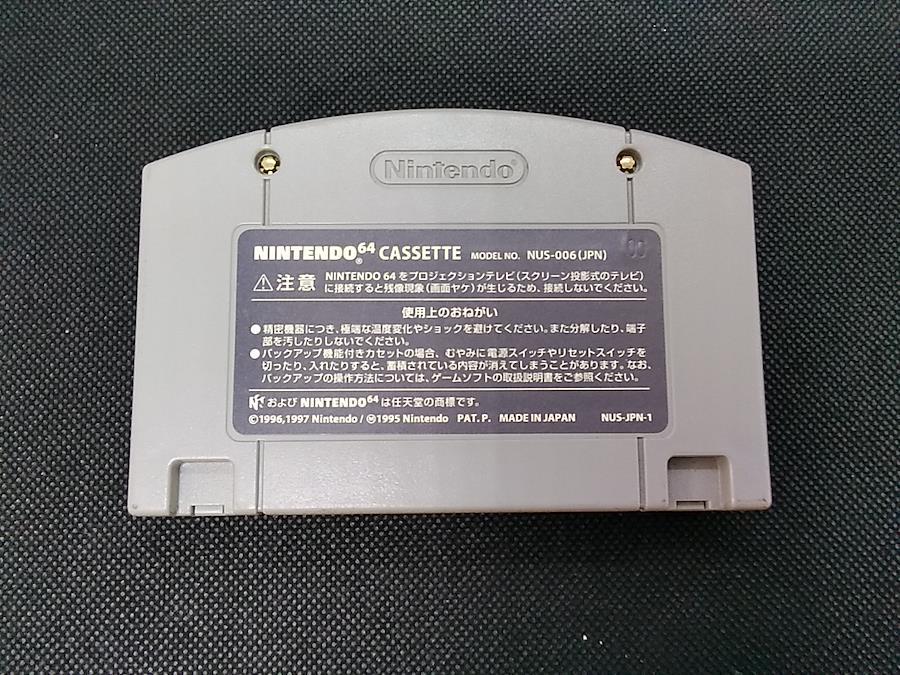 Nintendo®
NINTENDO64® CASSETTE MODEL NO. NUS-006(JPN)
注意 NINTENDO 64 をプロジェクションテレビ(スクリーン投影式のテレビ)
に接続すると残像現象(画面ヤケ)が生じるため、接続しないでください。
使用上のおねがい
●精密機器につき、極端な温度変化やショックを避けてください。また分解したり、端子
部を汚したりしないでください。
●バックアップ機能付きカセットの場合、むやみに電源スイッチやリセットスイッチを
切ったり、入れたりすると、蓄積されている内容が消えてしまうことがあります。なお、
バックアップの操作方法については、ゲームソフトの取扱説明書をご参照ください。
および NINTENDO64 は任天堂の商標です。
©1996,1997 Nintendo / Ⓜ1995 Nintendo PAT. P. MADE IN JAPAN NUS-JPN-1